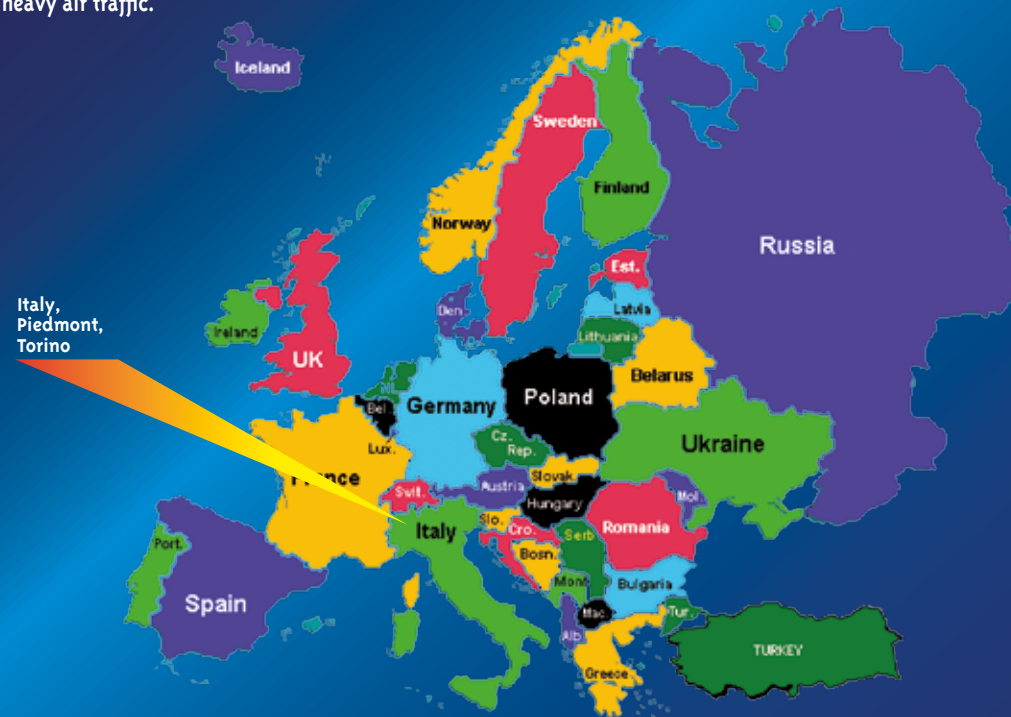 heavy air traffic.
Iceland
Sweden
Finland
Norway
Russia
Est.
Latvia
Den.
Lithuania
Italy,
Piedmont,
Torino
Ireland
UK
Belarus
NL
Germany
Poland
Bel.
Ukraine
Cz.
Rep.
Lux.
France
Slovak.
Swit.
Austria
Hungary
Mol.
Italy
Slo.
Cro.
Serb
Romania
Port.
Bosn.
Mont
Bulgaria
Spain
Mac.
Tur.
Alb
TURKEY
Greece